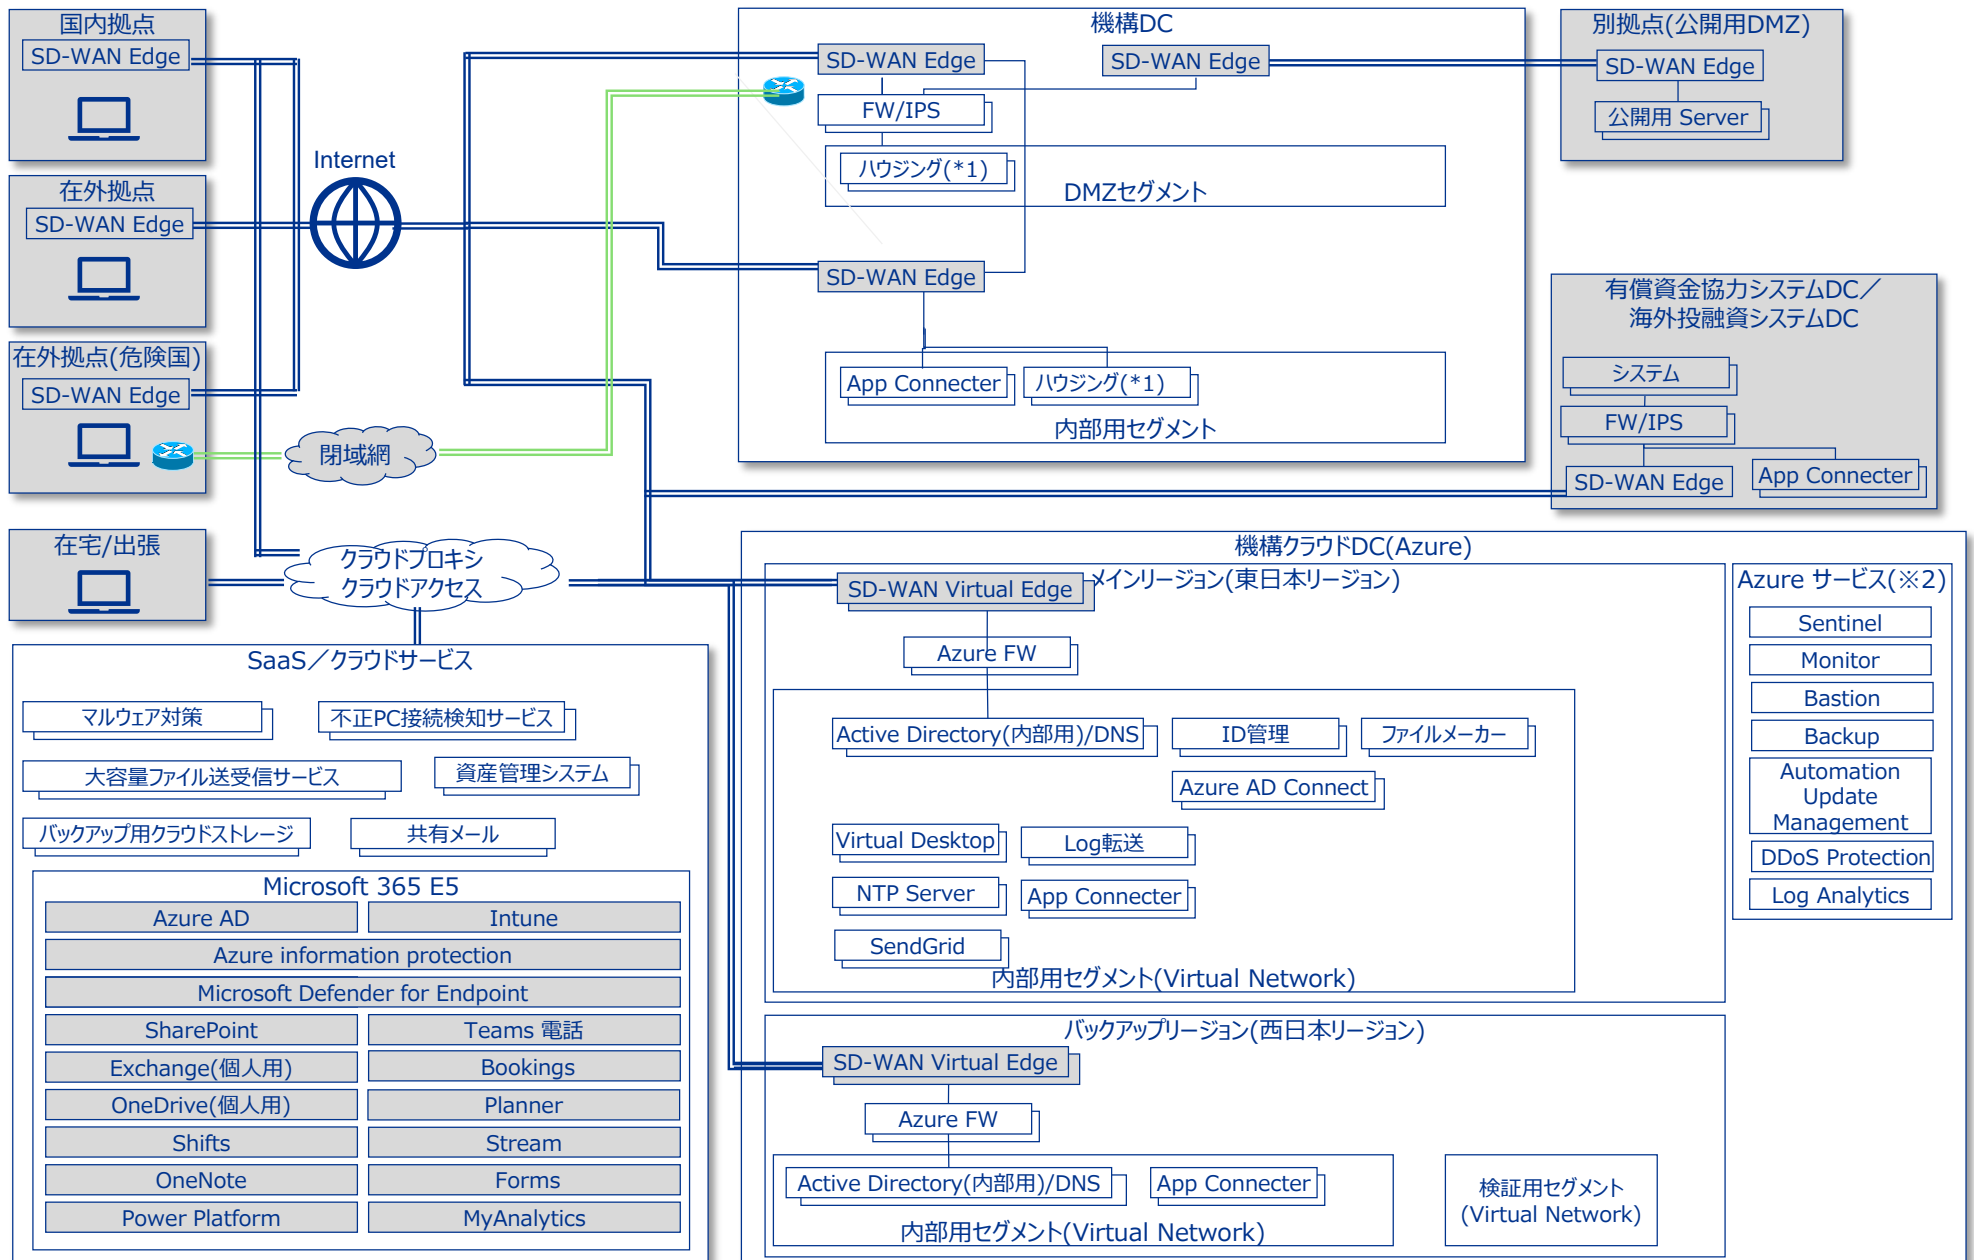 国内拠点
SD-WAN Edge
在外拠点
SD-WAN Edge
在外拠点(危険国)
SD-WAN Edge
在宅/出張
Internet
閉域網
クラウドプロキシ
クラウドアクセス
機構DC
SD-WAN Edge
SD-WAN Edge
FW/IPS
ハウジング(*1)
DMZセグメント
SD-WAN Edge
App Connecter
ハウジング(*1)
内部用セグメント
別拠点(公開用DMZ)
SD-WAN Edge
公開用 Server
有償資金協力システムDC／
海外投融資システムDC
システム
FW/IPS
SD-WAN Edge
App Connecter
SaaS／クラウドサービス
マルウェア対策
不正PC接続検知サービス
大容量ファイル送受信サービス
資産管理システム
バックアップ用クラウドストレージ
共有メール
Microsoft 365 E5
Azure AD
Intune
Azure information protection
Microsoft Defender for Endpoint
SharePoint
Teams 電話
Exchange(個人用)
Bookings
OneDrive(個人用)
Planner
Shifts
Stream
OneNote
Forms
Power Platform
MyAnalytics
機構クラウドDC(Azure)
メインリージョン(東日本リージョン)
SD-WAN Virtual Edge
Azure FW
Active Directory(内部用)/DNS
ID管理
ファイルメーカー
Azure AD Connect
Virtual Desktop
Log転送
NTP Server
App Connecter
SendGrid
内部用セグメント(Virtual Network)
Azure サービス(※2)
Sentinel
Monitor
Bastion
Backup
Automation
Update
Management
DDoS Protection
Log Analytics
バックアップリージョン(西日本リージョン)
SD-WAN Virtual Edge
Azure FW
Active Directory(内部用)/DNS
App Connecter
内部用セグメント(Virtual Network)
検証用セグメント
(Virtual Network)